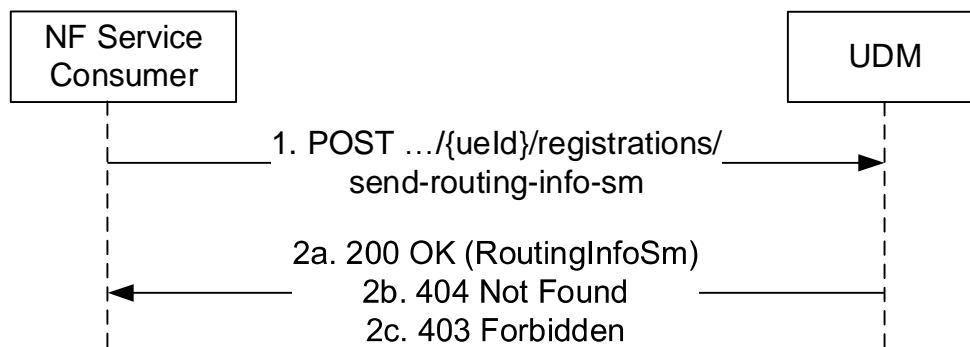 NF Service
Consumer
UDM
1. POST …/{ueId}/registrations/
send-routing-info-sm
2a. 200 OK (RoutingInfoSm)
2b. 404 Not Found
2c. 403 Forbidden